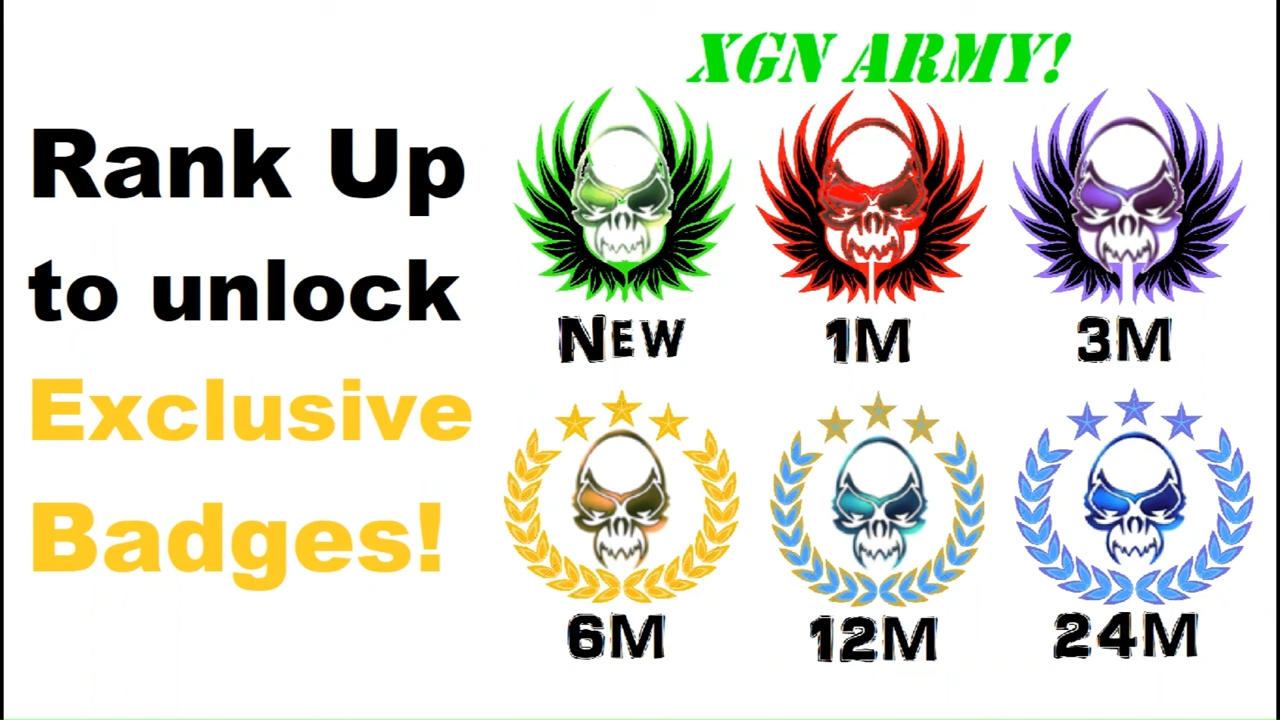 XGN ARMY!
Rank Up
to unlock
Exclusive
Badges!
New
1M
3M
6M
12M
24M